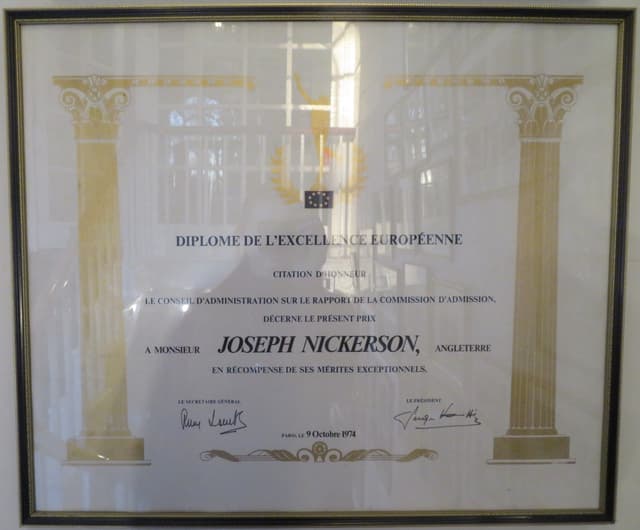 DIPLOME DE L'EXCELLENCE EUROPÉENNE
CITATION D'HONNEUR
LE CONSEIL D'ADMINISTRATION SUR LE RAPPORT DE LA COMMISSION D'ADMISSION,
DÉCERNE LE PRÉSENT PRIX
A MONSIEUR JOSEPH NICKERSON, ANGLETERRE
EN RÉCOMPENSE DE SES MÉRITES EXCEPTIONNELS.
LE SECRETAIRE GÉNÉRAL LE PRÉSIDENT
PARIS, LE 9 Octobre 1974